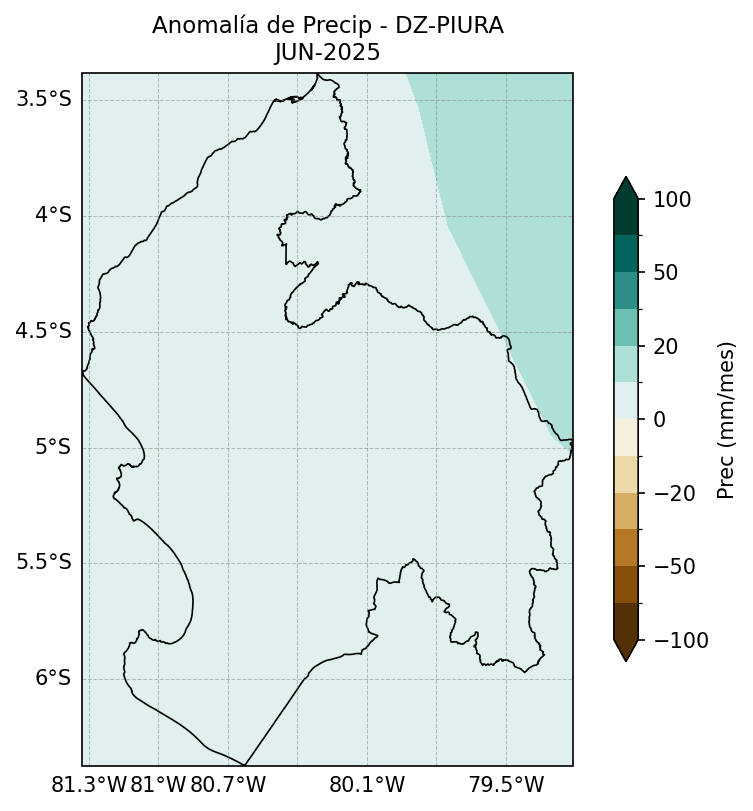 Anomalía de Precip - DZ-PIURA
JUN-2025
3.5°S
4°S
4.5°S
5°S
5.5°S
6°S
81.3°W 81°W 80.7°W 80.1°W 79.5°W
100
50
20
0
−20
−50
−100
Prec (mm/mes)